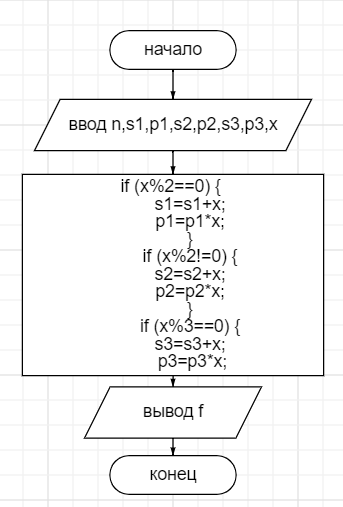 начало
ввод n,s1,p1,s2,p2,s3,p3,x
if (x%2==0) {
s1=s1+x;
p1=p1*x;
}
if (x%2!=0) {
s2=s2+x;
p2=p2*x;
}
if (x%3==0) {
s3=s3+x;
p3=p3*x;
вывод f
конец